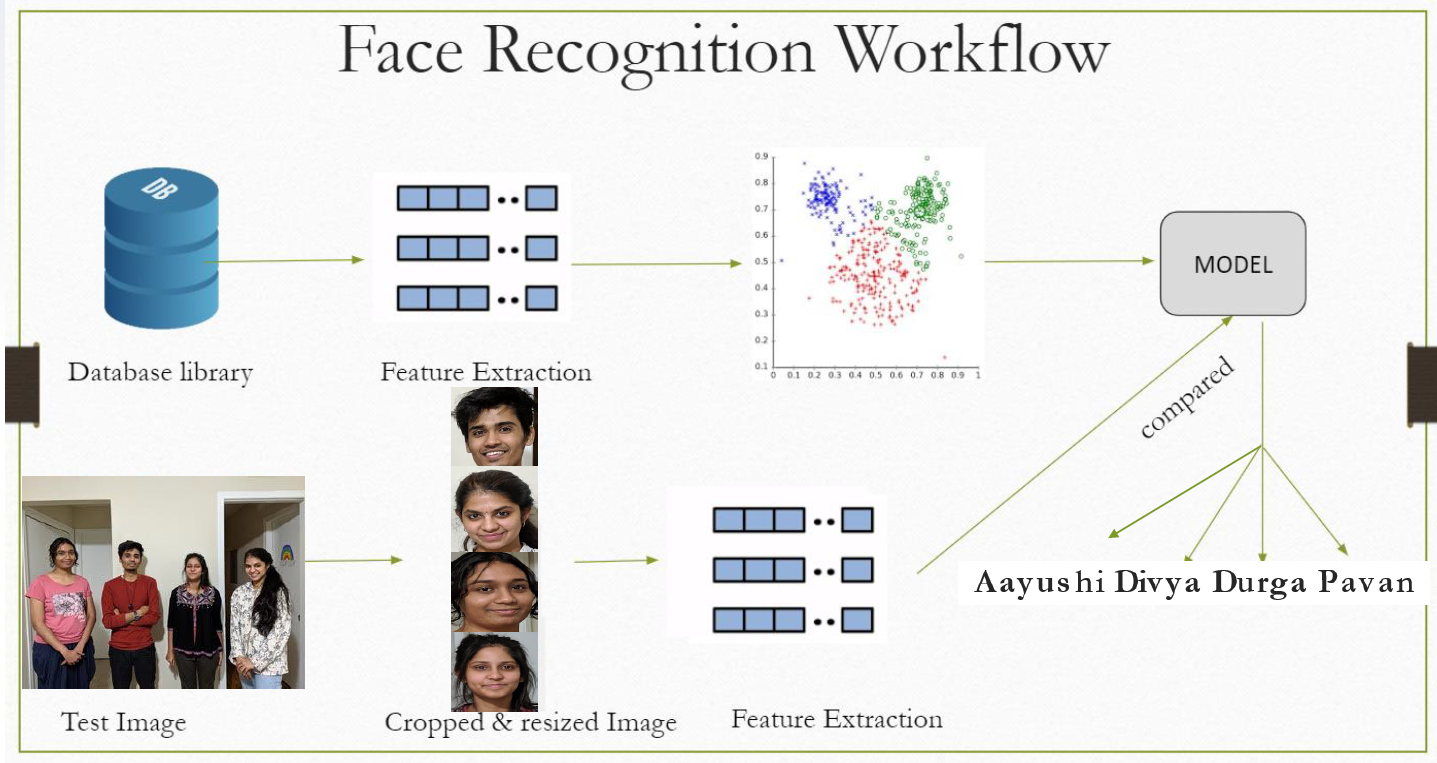 Face Recognition Workflow
DB
0.9
0.8
0.7
0.6
0.5
0.4
0.3
0.2
0.1
0 0.1 0.2 0.3 0.4 0.5 0.6 0.7 0.8 0.9 1
MODEL
Database library
Feature Extraction
compared
Aayushi Divya Durga Pavan
Test Image
Cropped & resized Image
Feature Extraction